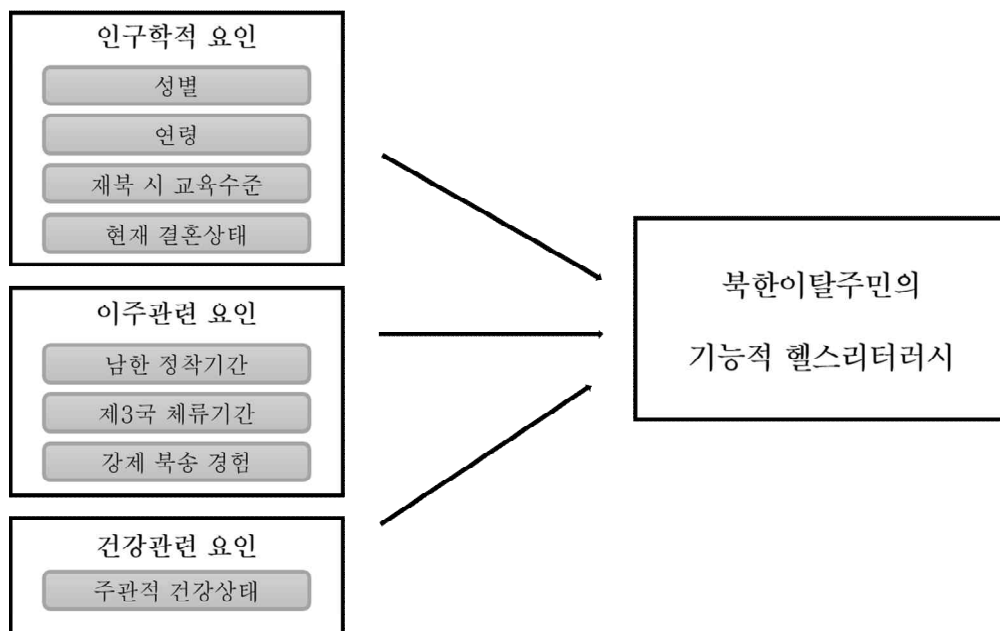 인구학적 요인
성별
연령
재북 시 교육수준
현재 결혼상태
이주관련 요인
남한 정착기간
제3국 체류기간
강제 북송 경험
건강관련 요인
주관적 건강상태
북한이탈주민의
기능적 헬스리터러시